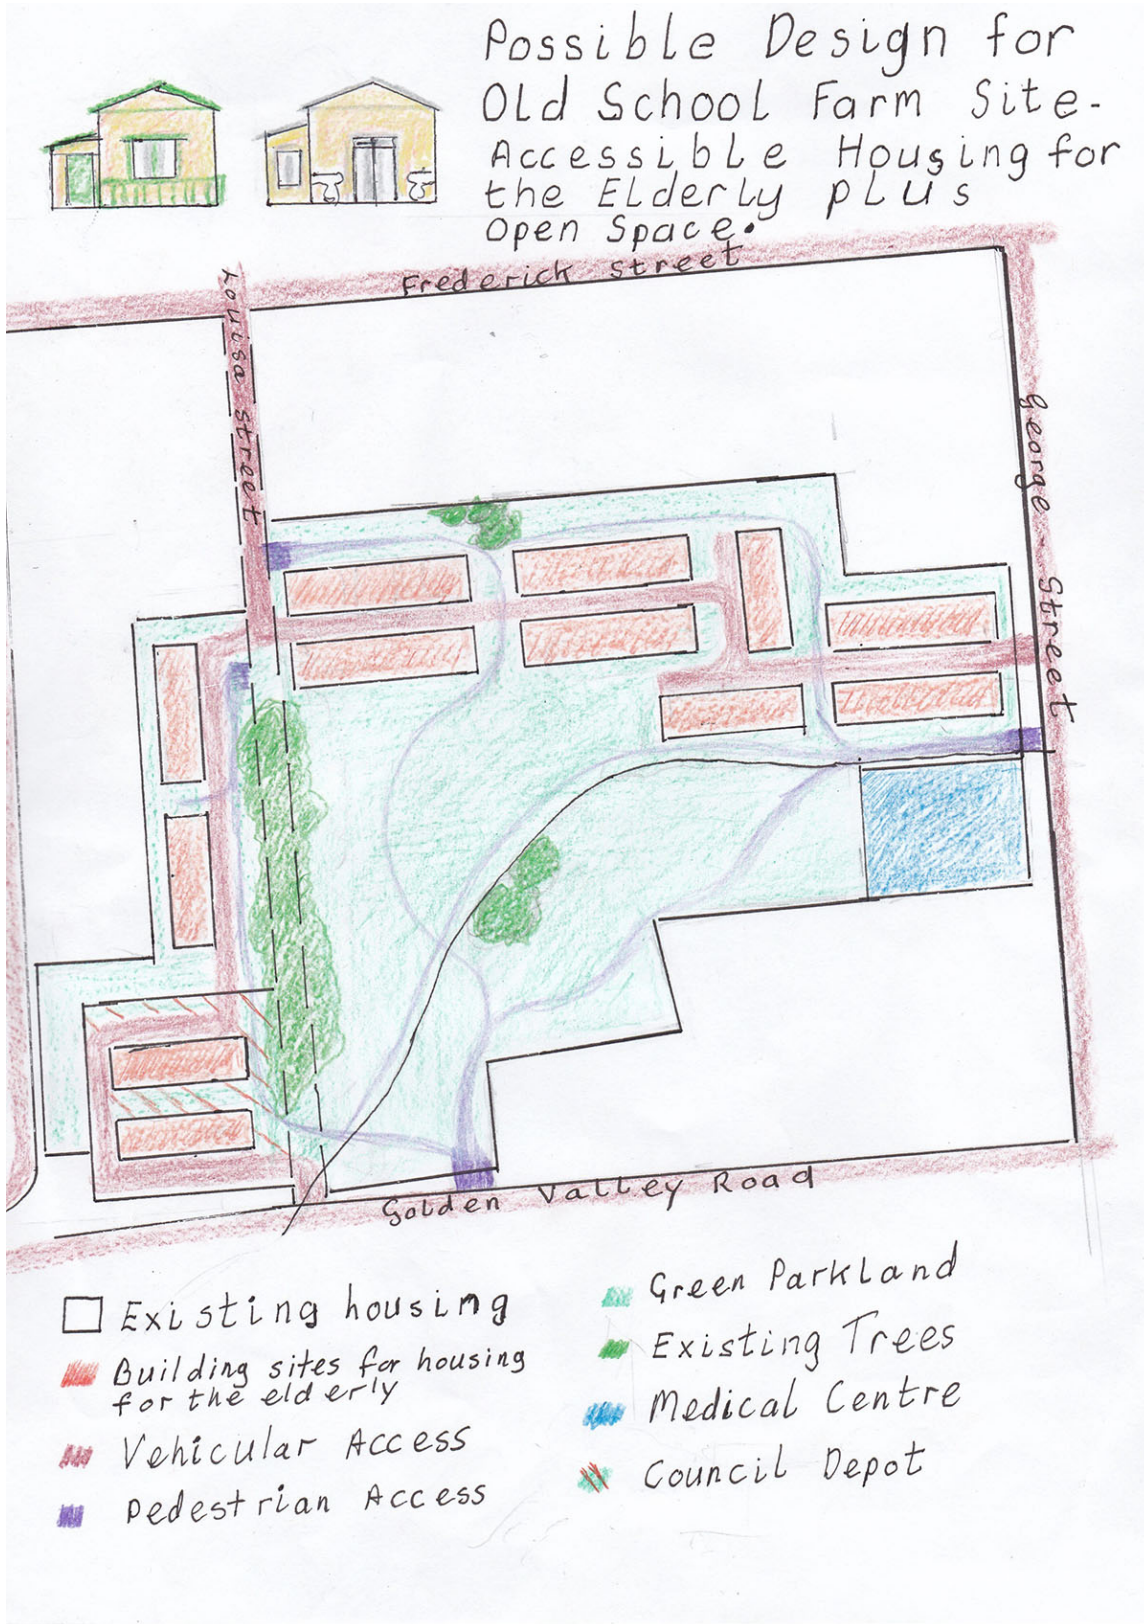 Possible Design for
Old School Farm Site-
Accessible Housing for
the Elderly plus
Open Space.
Frederick Street
Louisa Street
George Street
Golden Valley Road
Existing housing
Building sites for housing
for the elderly
Vehicular Access
Pedestrian Access
Green Parkland
Existing Trees
Medical Centre
Council Depot